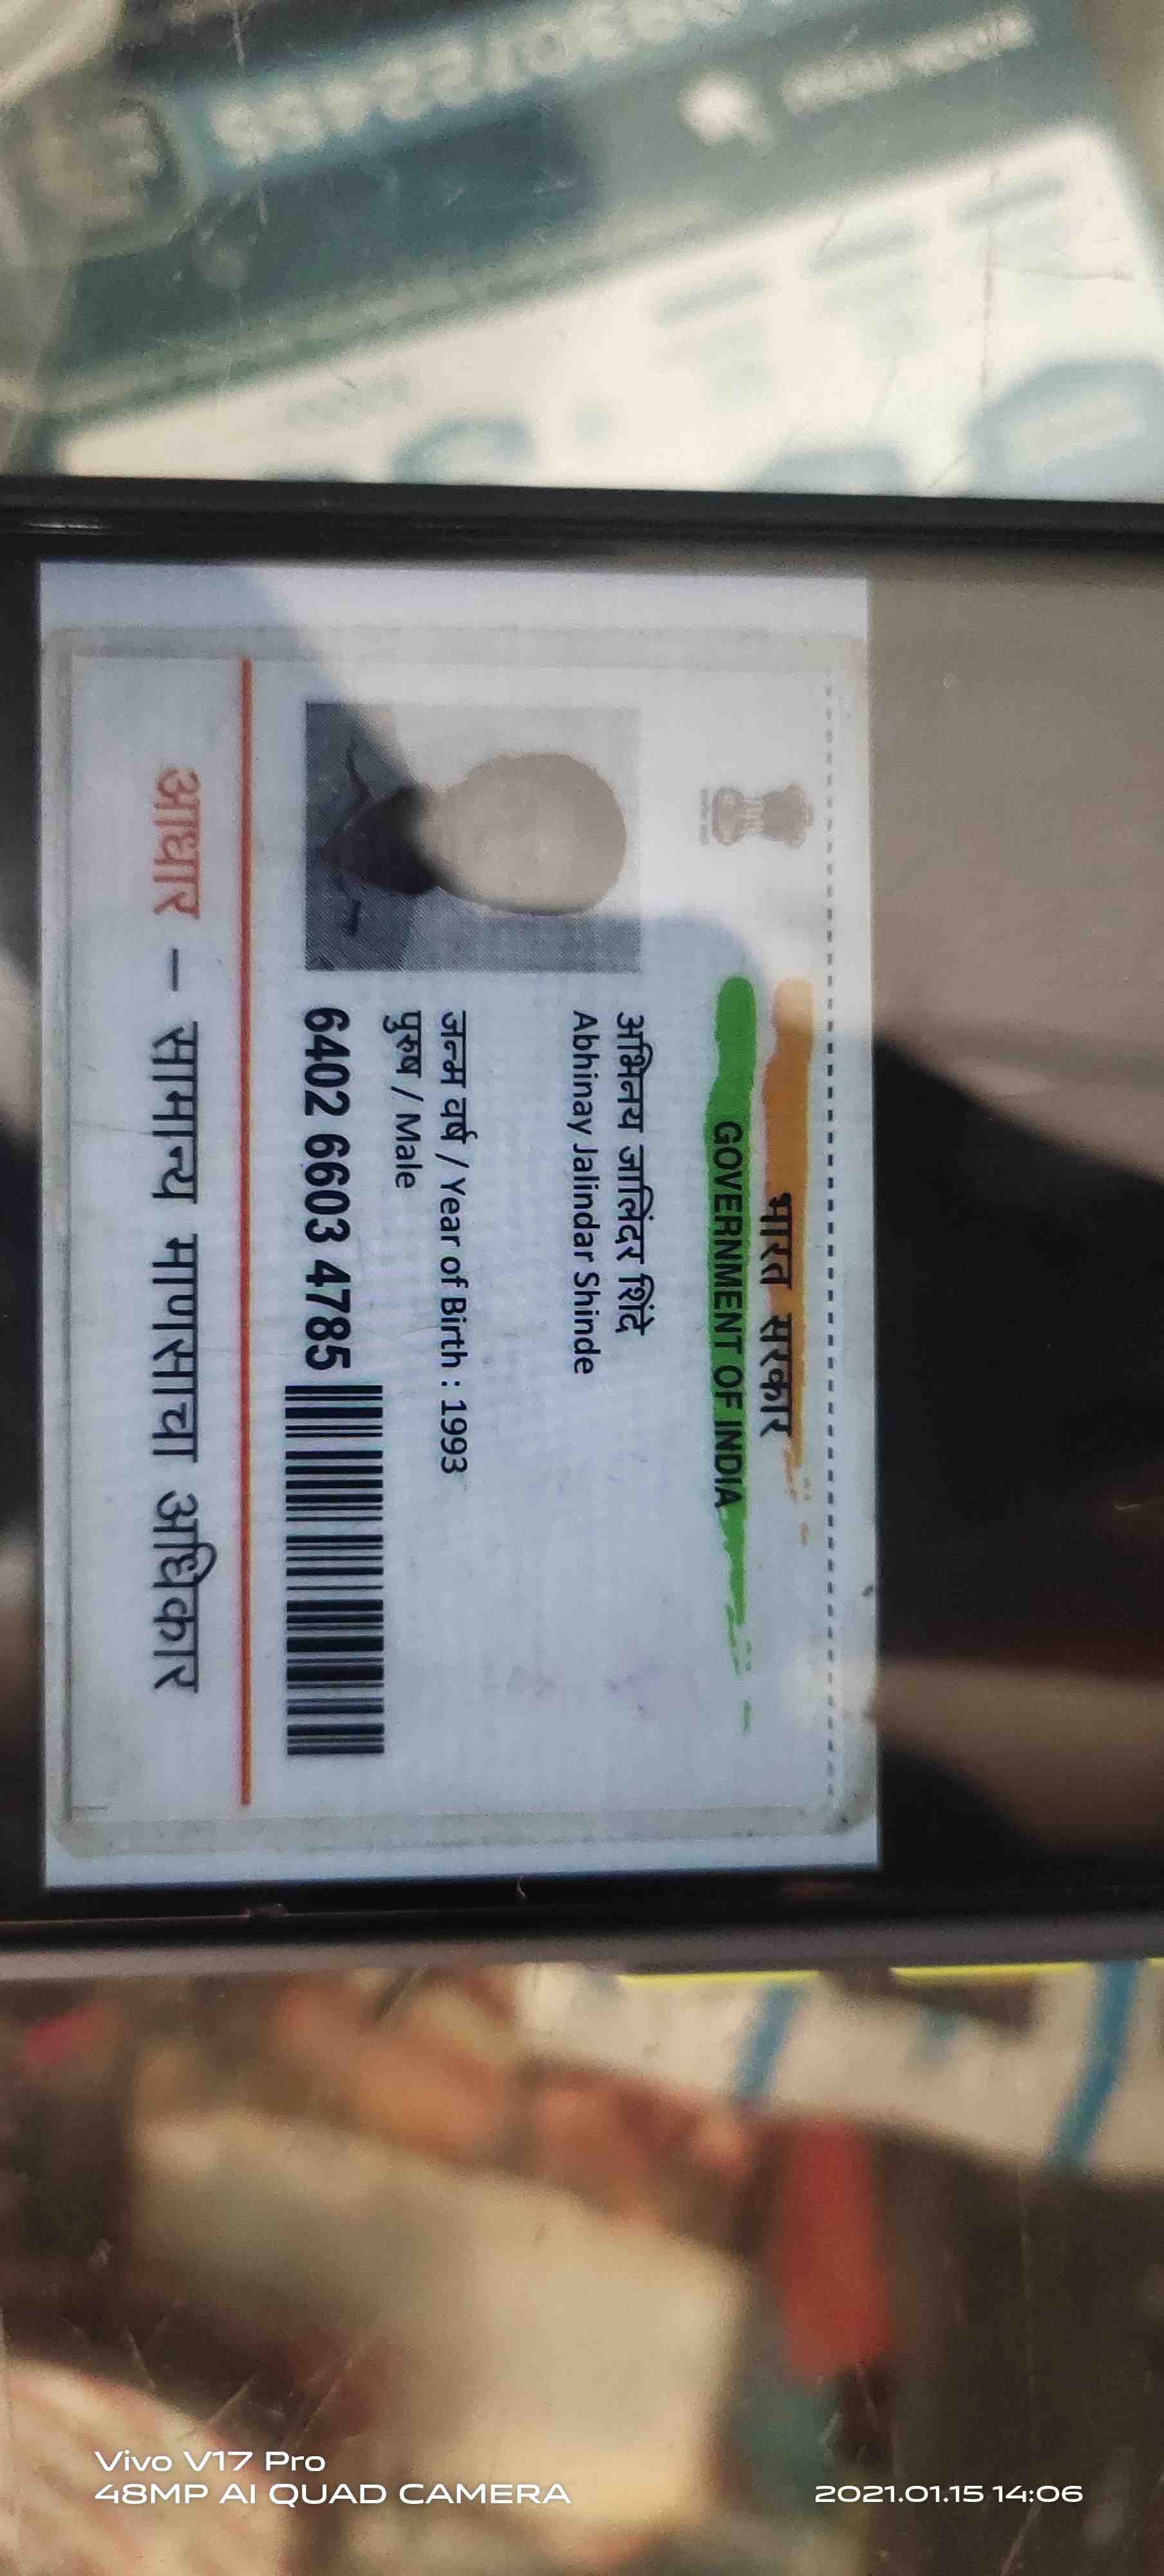 भारत सरकार
GOVERNMENT OF INDIA
अभिनय जालिंदर शिंदे
Abhinay Jalindar Shinde
जन्म वर्ष / Year of Birth : 1993
पुरुष / Male
6402 6603 4785
आधार – सामान्य माणसाचा अधिकार
Vivo V17 Pro
48MP AI QUAD CAMERA
2021.01.15 14:06